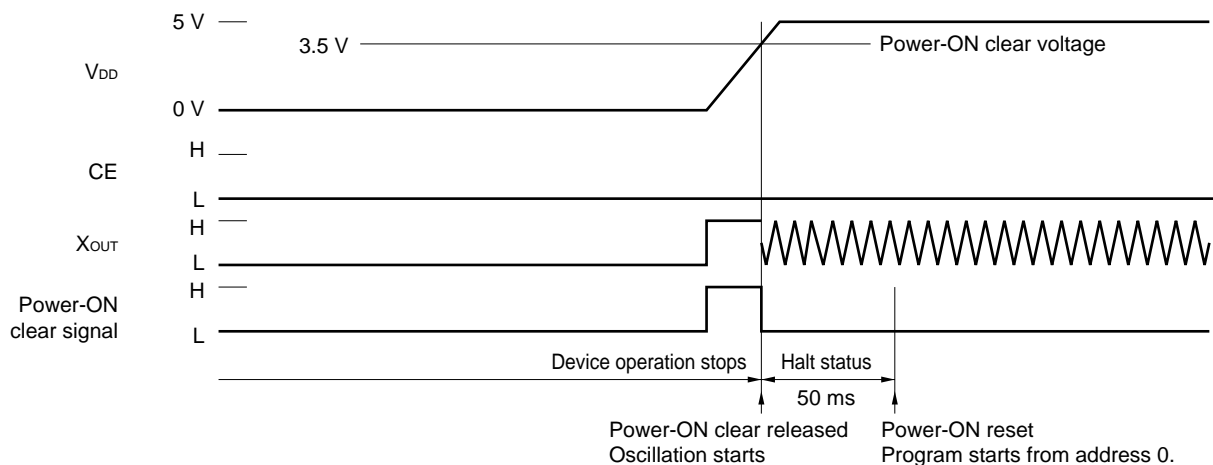 5 V
3.5 V
Power-ON clear voltage
VDD
0 V
H
CE
L
H
XOUT
L
H
Power-ON
clear signal
L
Device operation stops
Halt status
50 ms
Power-ON clear released
Oscillation starts
Power-ON reset
Program starts from address 0.